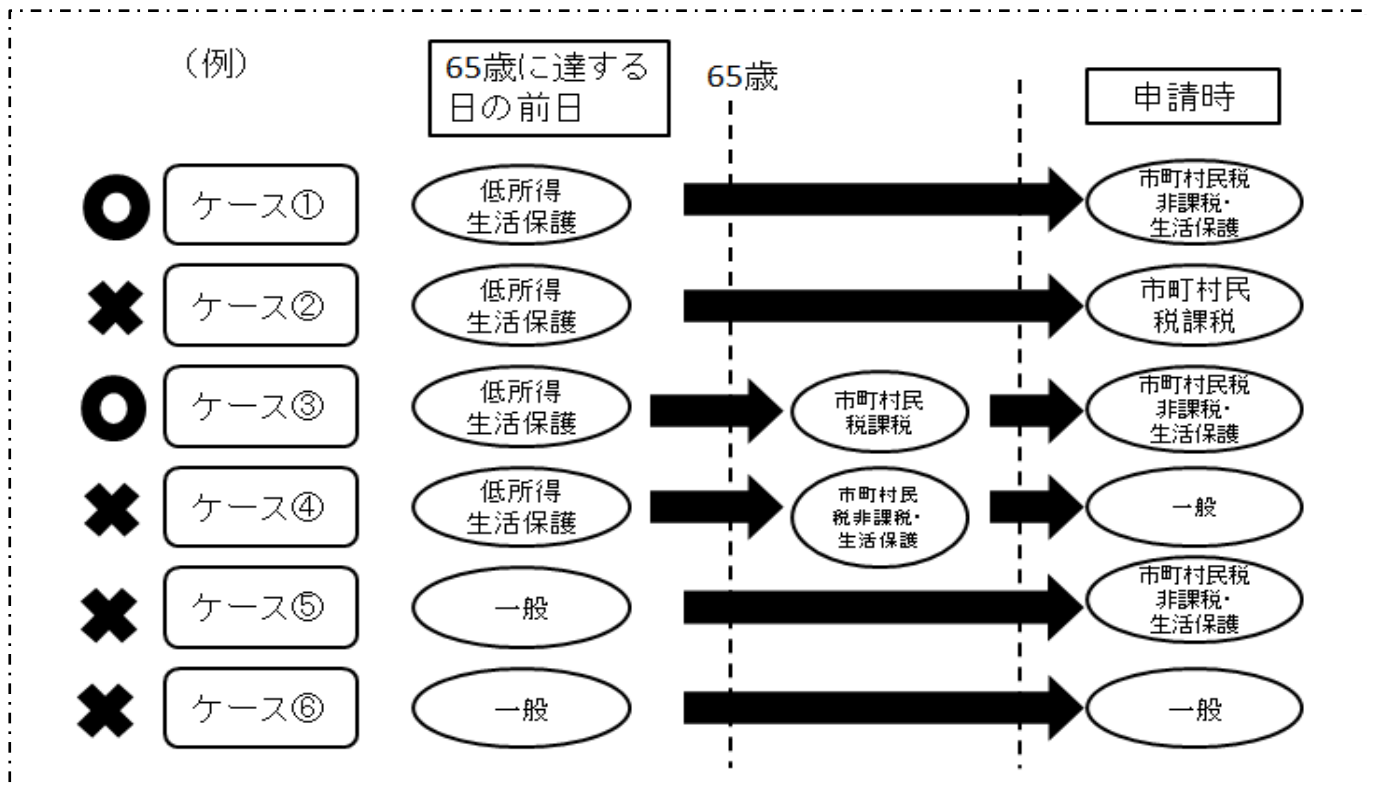 （例）
65歳に達する
日の前日
65歳
申請時
ケース①
低所得
生活保護
市町村民税
非課税・
生活保護
ケース②
低所得
生活保護
市町村民
税課税
ケース③
低所得
生活保護
市町村民
税課税
市町村民税
非課税・
生活保護
ケース④
低所得
生活保護
市町村民
税非課税・
生活保護
一般
ケース⑤
一般
市町村民税
非課税・
生活保護
ケース⑥
一般
一般